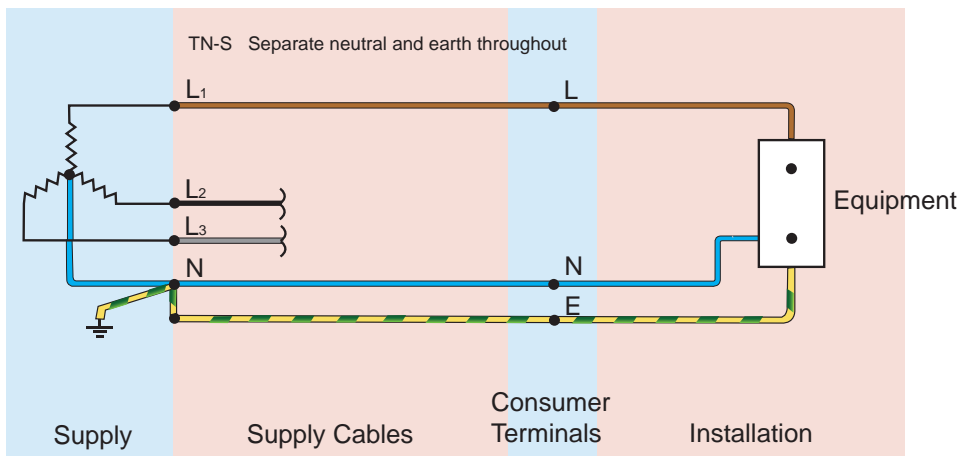 TN-S Separate neutral and earth throughout
L1
L
L2
Equipment
L3
N
N
E
Supply
Supply Cables
Consumer
Terminals
Installation